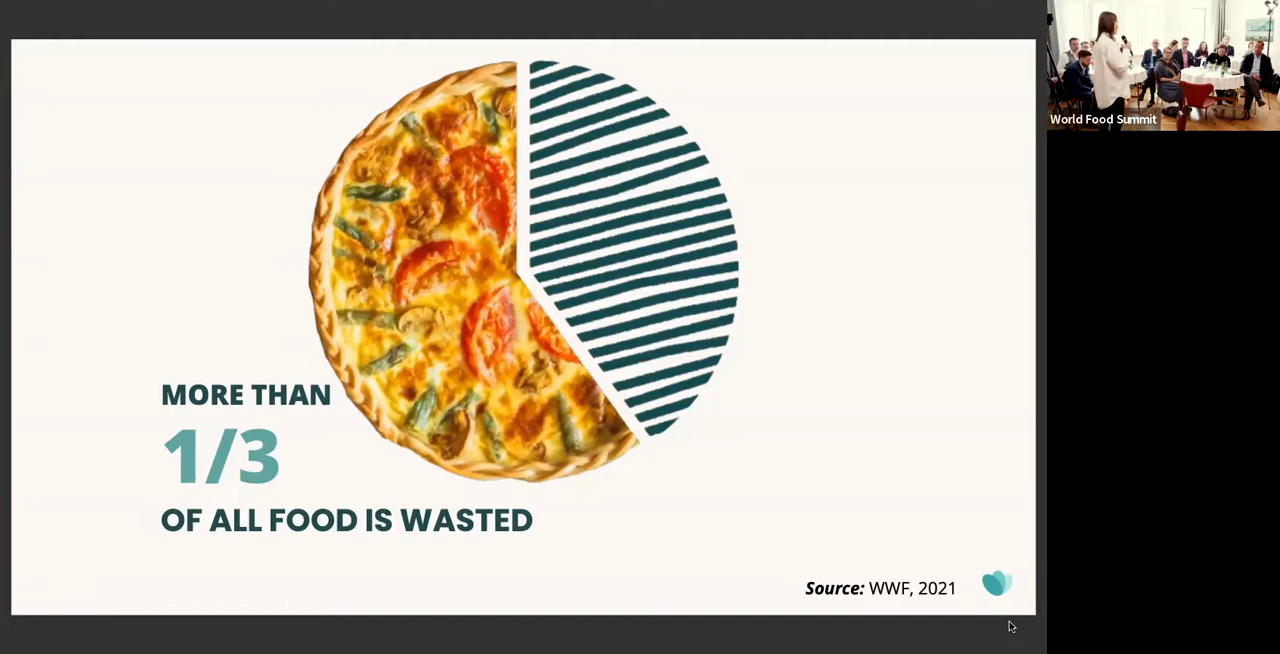 World Food Summit
MORE THAN
1/3
OF ALL FOOD IS WASTED
Source: WWF, 2021